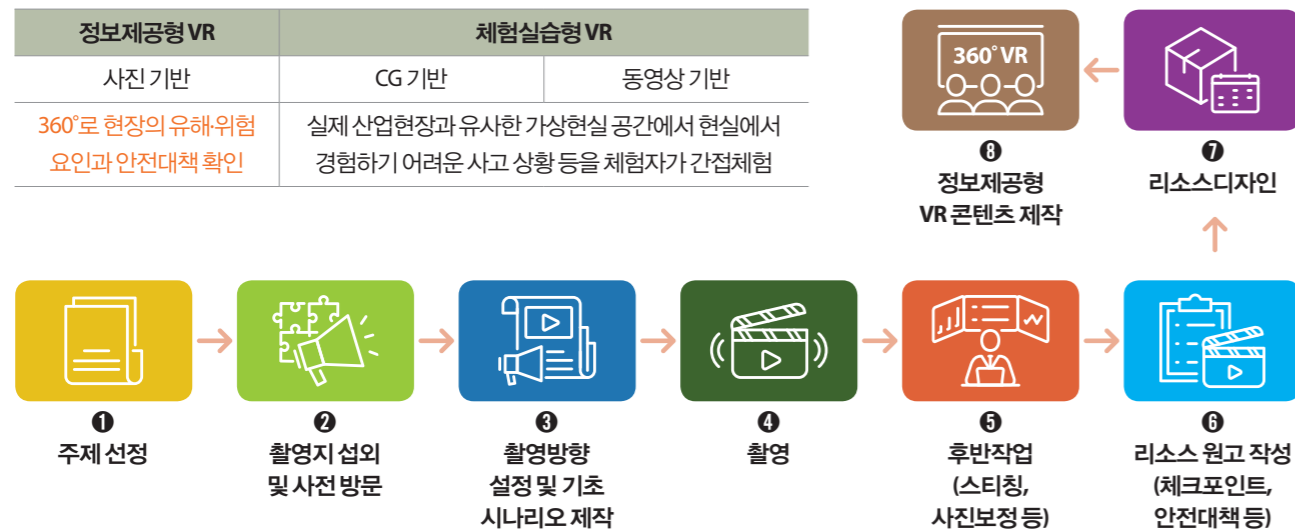 정보제공형 VR
체험실습형 VR
사진 기반
CG 기반
동영상 기반
360°로 현장의 유해·위험
요인과 안전대책 확인
실제 산업현장과 유사한 가상현실 공간에서 현실에서
경험하기 어려운 사고 상황 등을 체험자가 간접체험
❶
주제 선정
❷
촬영지 섭외
및 사전 방문
❸
촬영방향
설정 및 기초
시나리오 제작
❹
촬영
❺
후반작업
(스티칭,
사진보정 등)
❻
리소스 원고 작성
(체크포인트,
안전대책 등)
❼
리소스디자인
360° VR
❽
정보제공형
VR 콘텐츠 제작